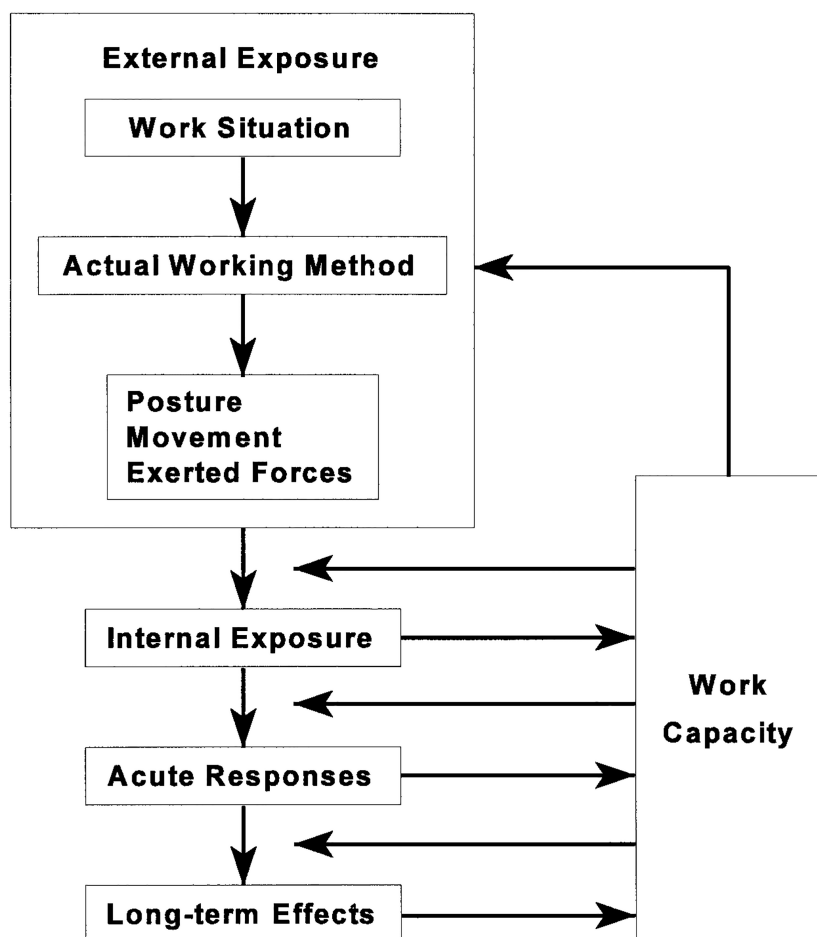 External Exposure
Work Situation
Actual Working Method
Posture
Movement
Exerted Forces
Internal Exposure
Work
Capacity
Acute Responses
Long-term Effects